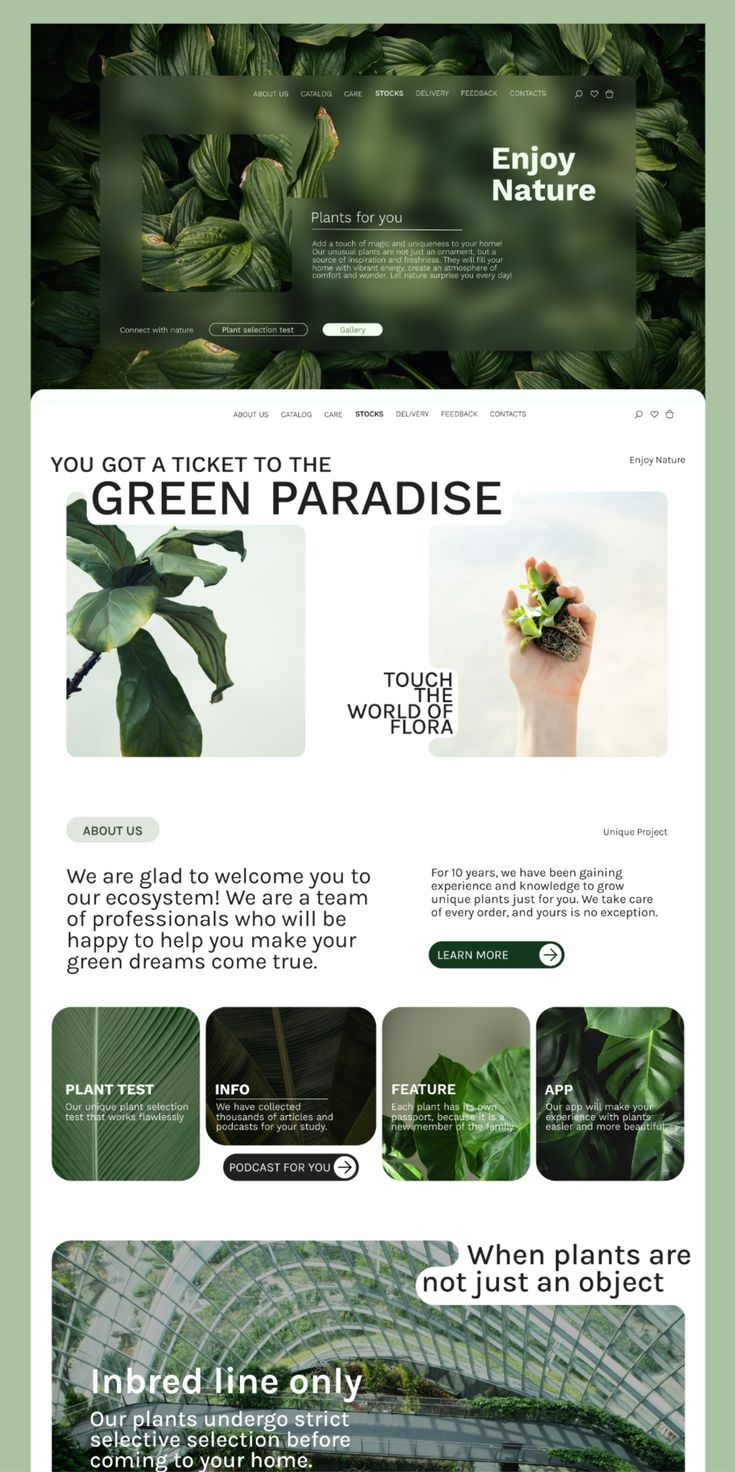 ABOUT US CATALOG CARE STOCKS DELIVERY FEEDBACK CONTACTS
Enjoy
Nature
Plants for you
Add a touch of magic and uniqueness to your home!
Our unusual plants are not just an ornament, but a
source of inspiration and freshness. They will fill your
home with vibrant energy, create an atmosphere of
comfort and wonder. Let nature surprise you every day!
Connect with nature
Plant selection test
Gallery
ABOUT US CATALOG CARE STOCKS DELIVERY FEEDBACK CONTACTS
YOU GOT A TICKET TO THE
Enjoy Nature
GREEN PARADISE
TOUCH
THE
WORLD OF
FLORA
ABOUT US
Unique Project
We are glad to welcome you to
our ecosystem! We are a team
of professionals who will be
happy to help you make your
green dreams come true.
For 10 years, we have been gaining
experience and knowledge to grow
unique plants just for you. We take care
of every order, and yours is no exception.
LEARN MORE
PLANT TEST
Our unique plant selection
test that works flawlessly
INFO
We have collected
thousands of articles and
podcasts for your study.
PODCAST FOR YOU
FEATURE
Each plant has its own
passport, because it is a
new member of the family
APP
Our app will make your
experience with plants
easier and more beautiful
When plants are
not just an object
Inbred line only
Our plants undergo strict
selective selection before
coming to your home.